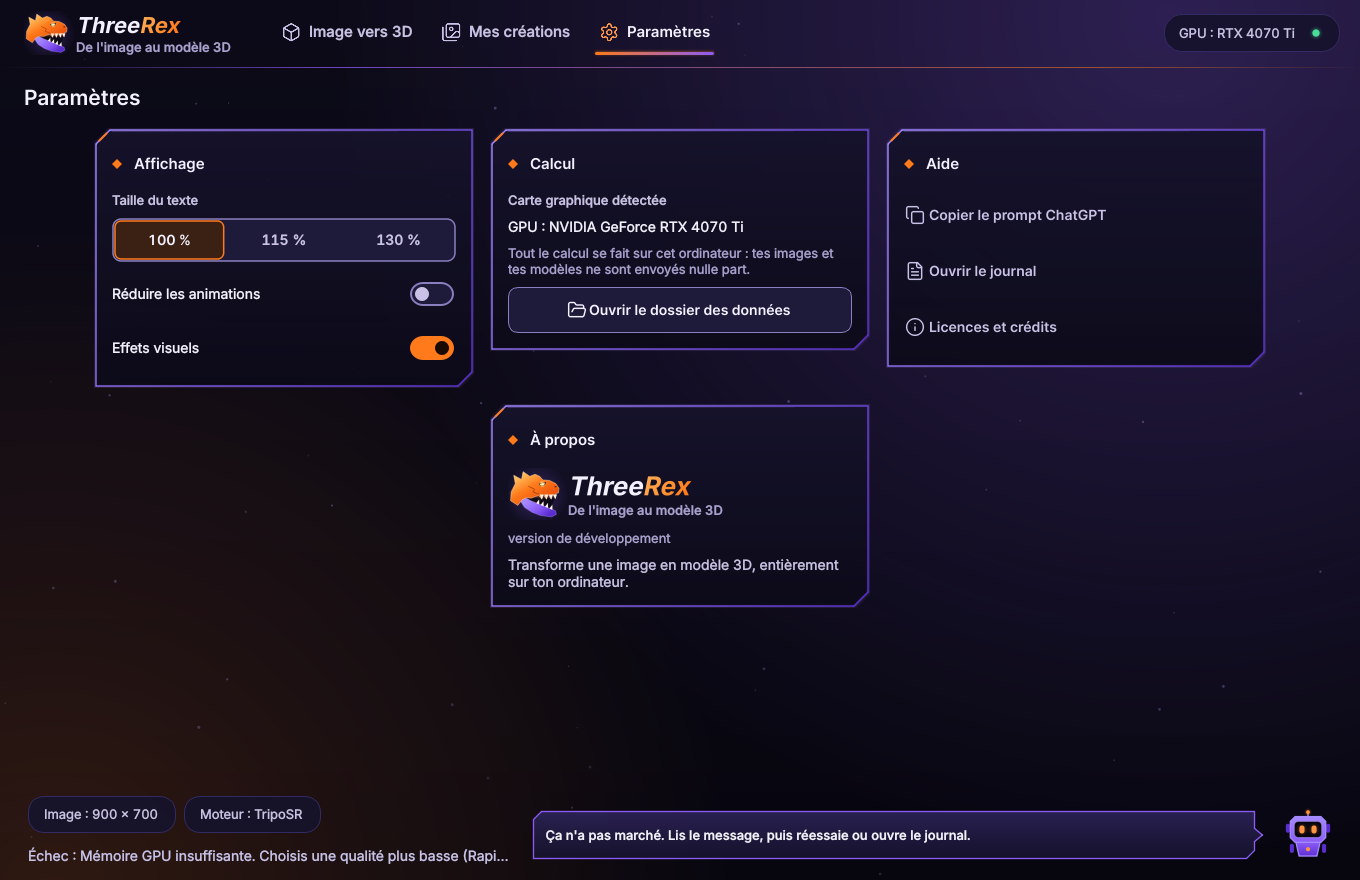 ThreeRex
De l'image au modèle 3D
Image vers 3D
Mes créations
Paramètres
GPU : RTX 4070 Ti
Paramètres
Affichage
Taille du texte
100 %
115 %
130 %
Réduire les animations
Effets visuels
Calcul
Carte graphique détectée
GPU : NVIDIA GeForce RTX 4070 Ti
Tout le calcul se fait sur cet ordinateur : tes images et
tes modèles ne sont envoyés nulle part.
Ouvrir le dossier des données
Aide
Copier le prompt ChatGPT
Ouvrir le journal
Licences et crédits
À propos
ThreeRex
De l'image au modèle 3D
version de développement
Transforme une image en modèle 3D, entièrement
sur ton ordinateur.
Image : 900 × 700
Moteur : TripoSR
Échec : Mémoire GPU insuffisante. Choisis une qualité plus basse (Rapi...
Ça n'a pas marché. Lis le message, puis réessaie ou ouvre le journal.